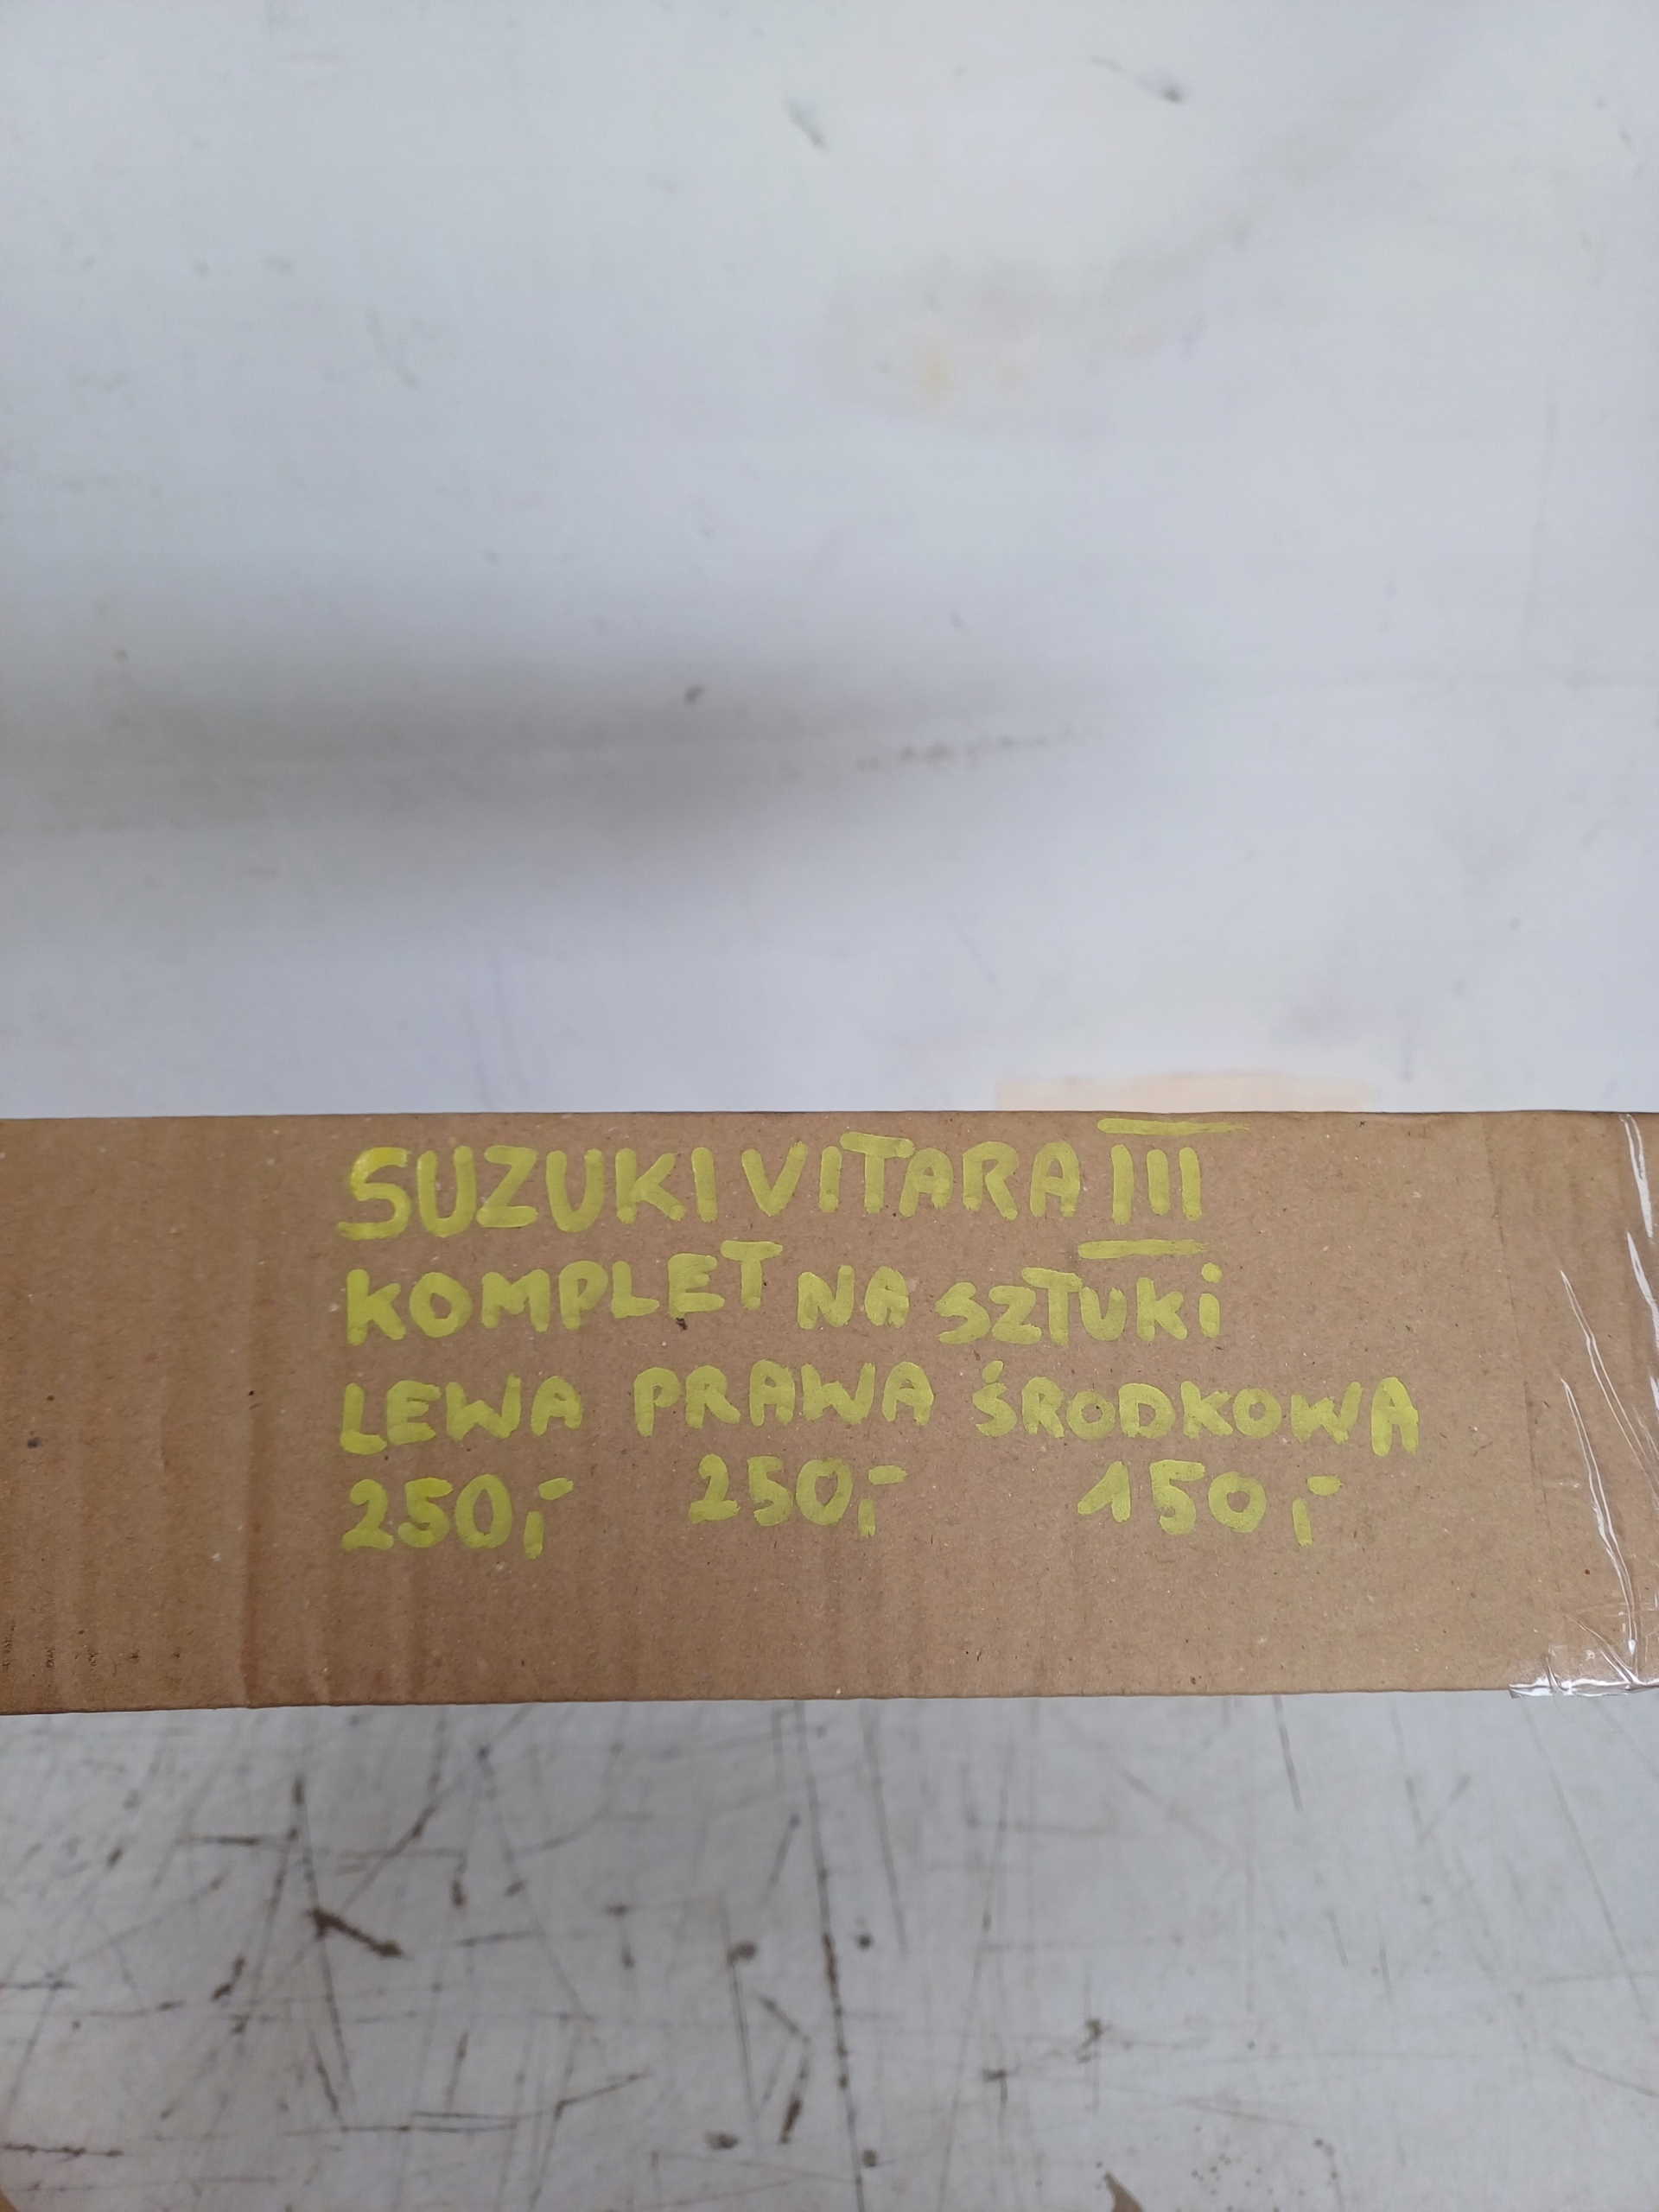 SUZUKI VITARA III
KOMPLET NA SZTUKi
LEWA PRAWA ŚRODKOWA
250,- 250,- 150,-